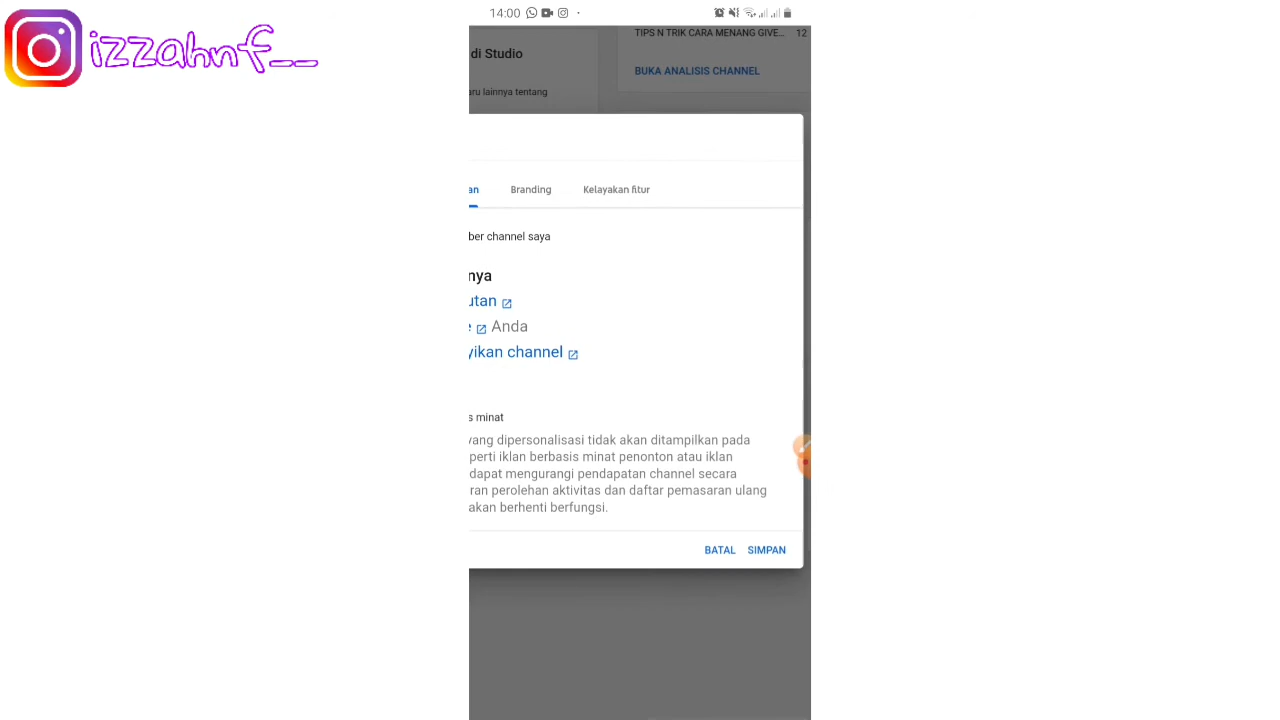 izzahnf__
14:00
TIPS N TRIK CARA MENANG GIVE... 12
di Studio
BUKA ANALISIS CHANNEL
aru lainnya tentang
an Branding Kelayakan fitur
ber channel saya
nya
utan
e Anda
yikan channel
s minat
yang dipersonalisasi tidak akan ditampilkan pada
perti iklan berbasis minat penonton atau iklan
dapat mengurangi pendapatan channel secara
ran perolehan aktivitas dan daftar pemasaran ulang
akan berhenti berfungsi.
BATAL SIMPAN